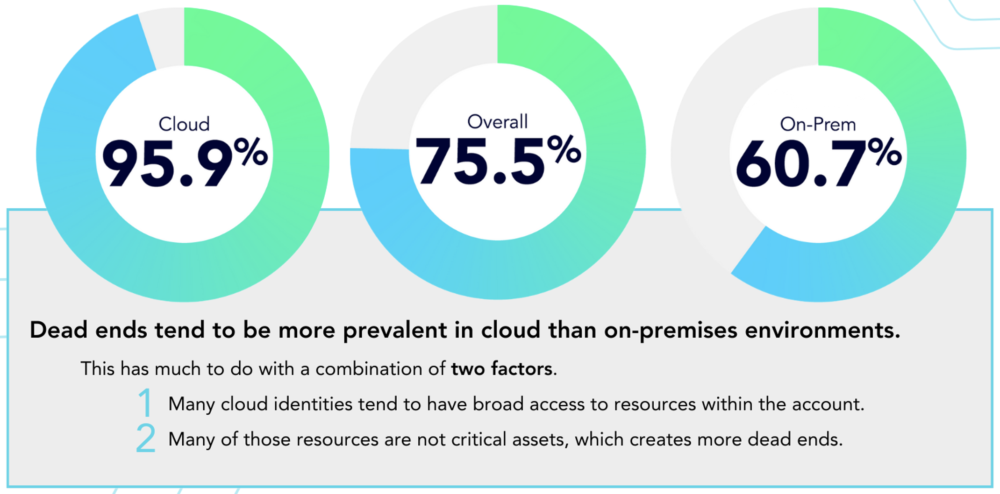 Cloud
95.9%
Overall
75.5%
On-Prem
60.7%
Dead ends tend to be more prevalent in cloud than on-premises environments.
This has much to do with a combination of two factors.
1 Many cloud identities tend to have broad access to resources within the account.
2 Many of those resources are not critical assets, which creates more dead ends.